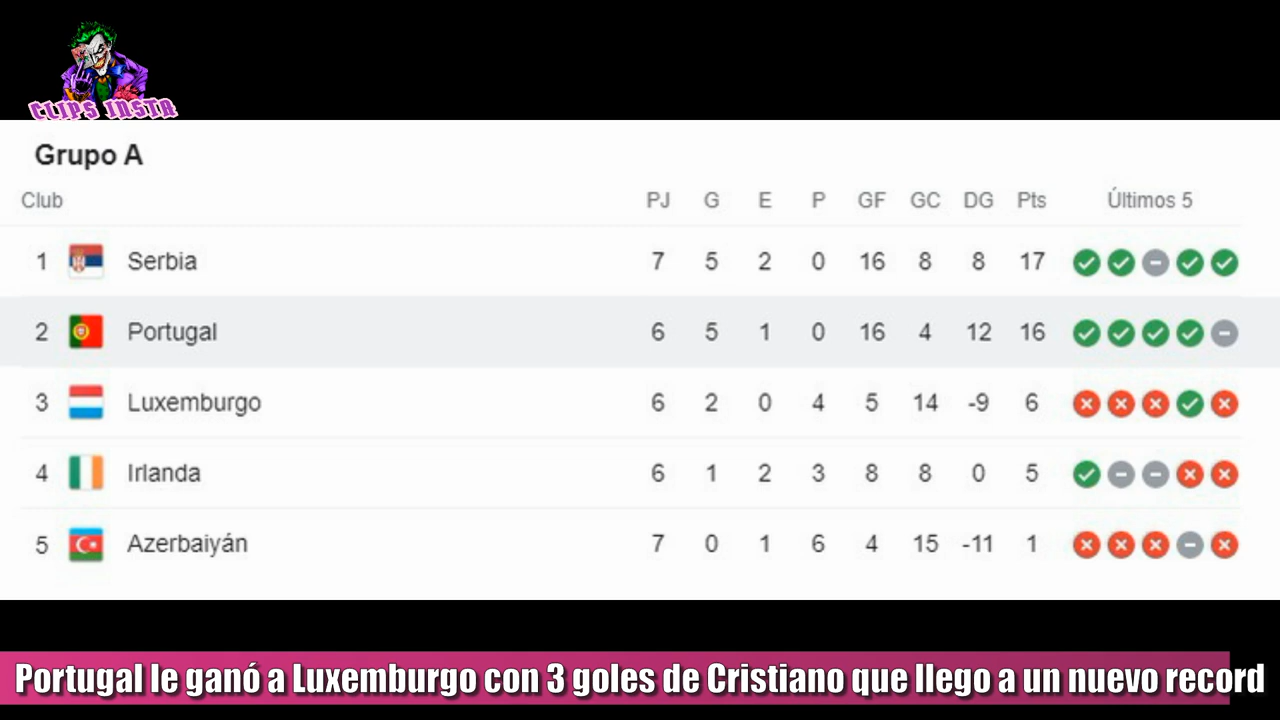 CLIPS INSTA
Grupo A
Club PJ G E P GF GC DG Pts Últimos 5
1 Serbia 7 5 2 0 16 8 8 17
2 Portugal 6 5 1 0 16 4 12 16
3 Luxemburgo 6 2 0 4 5 14 -9 6
4 Irlanda 6 1 2 3 8 8 0 5
5 Azerbaiyán 7 0 1 6 4 15 -11 1
Portugal le ganó a Luxemburgo con 3 goles de Cristiano que llego a un nuevo record